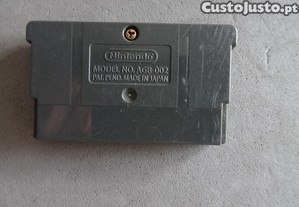 CustoJusto.pt
Nintendo
MODEL NO. AGB-002
PAT. PEND. MADE IN JAPAN